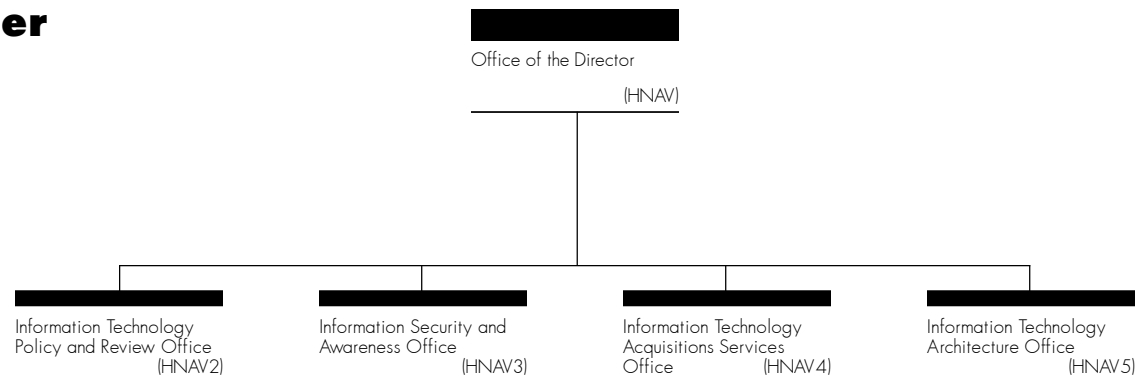 er
Office of the Director
(HNAV)
Information Technology
Policy and Review Office
(HNAV2)
Information Security and
Awareness Office
(HNAV3)
Information Technology
Acquisitions Services
Office (HNAV4)
Information Technology
Architecture Office
(HNAV5)